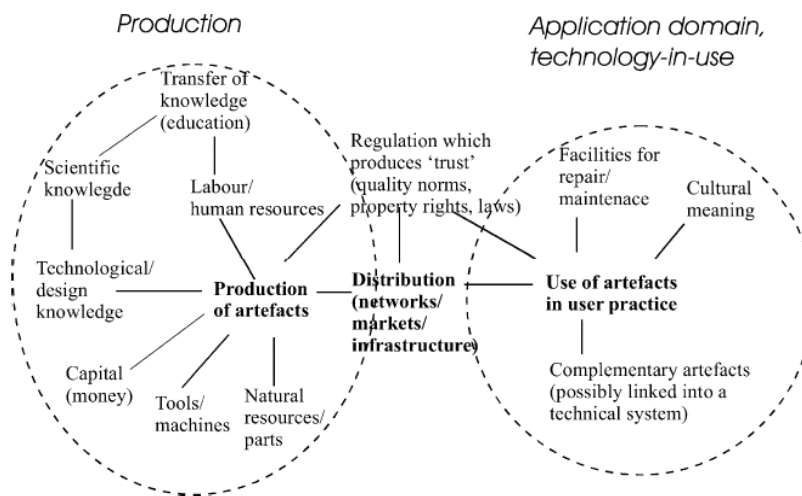 Production
Application domain,
technology-in-use
Transfer of
knowledge
(education)
Scientific
knowlegde
Labour/
human resources
Technological/
design
knowledge
Production
of artefacts
Capital
(money)
Tools/
machines
Natural
resources/
parts
Regulation which
produces ‘trust’
(quality norms,
property rights, laws)
Distribution
(networks/
markets/
infrastructure)
Facilities for
repair/
maintenace
Cultural
meaning
Use of artefacts
in user practice
Complementary artefacts
(possibly linked into a
technical system)